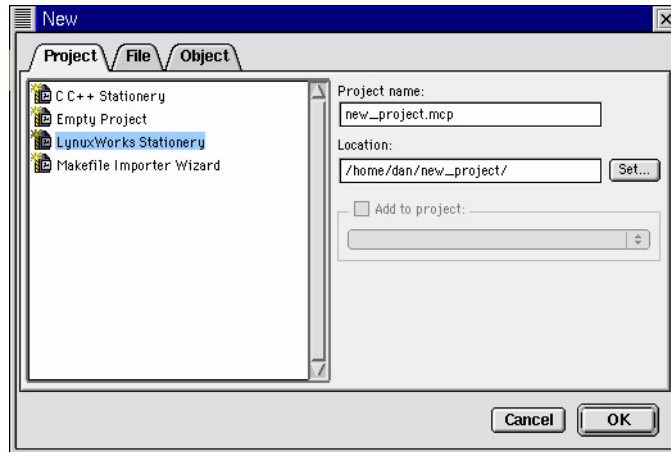 New
Project File Object
C C++ Stationery
Empty Project
LynuxWorks Stationery
Makefile Importer Wizard
Project name:
new_project.mcp
Location:
/home/dan/new_project/
Set...
Add to project:
Cancel OK